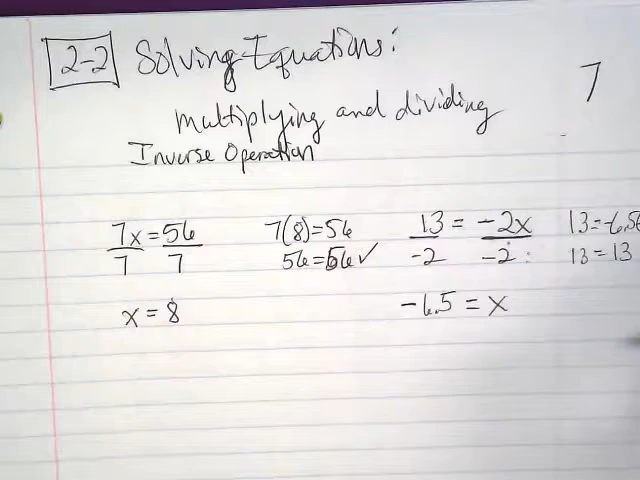 2-2 Solving Equations:
7
multiplying and dividing
Inverse Operation
7x = 56 7(8) = 56 13 = -2x 13 = -6.5
7 7 56 = 56 ✓ -2 -2 13 = 13
x = 8 -6.5 = x